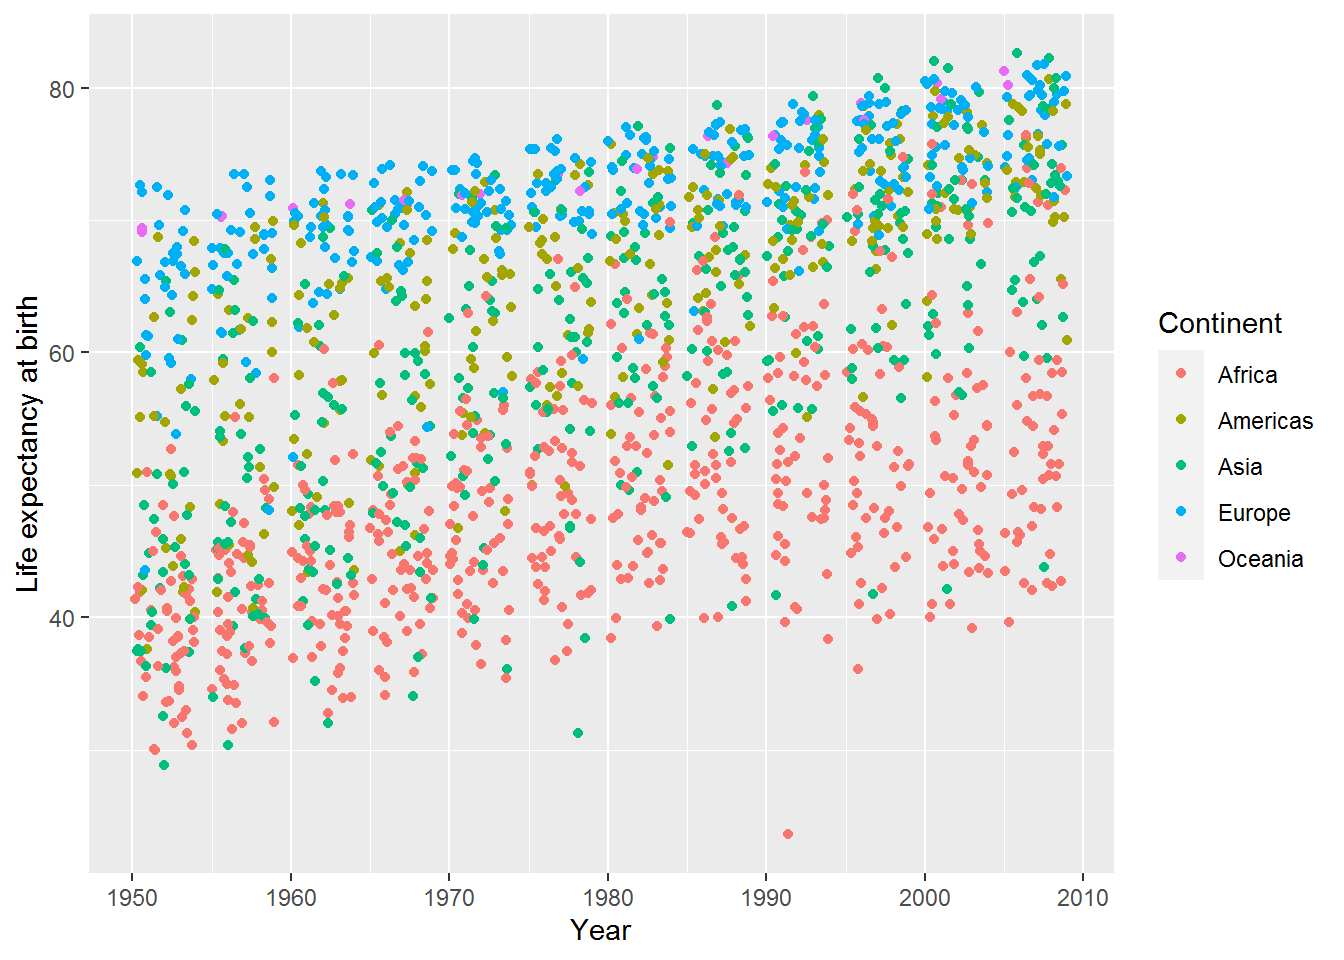 80
60
40
Life expectancy at birth
1950 1960 1970 1980 1990 2000 2010
Year
Continent
Africa
Americas
Asia
Europe
Oceania